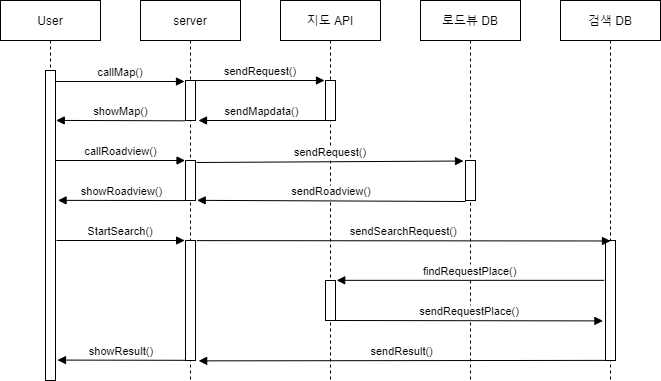 User
server
지도 API
로드뷰 DB
검색 DB
callMap()
sendRequest()
showMap()
sendMapdata()
callRoadview()
sendRequest()
showRoadview()
sendRoadview()
StartSearch()
sendSearchRequest()
findRequestPlace()
sendRequestPlace()
showResult()
sendResult()